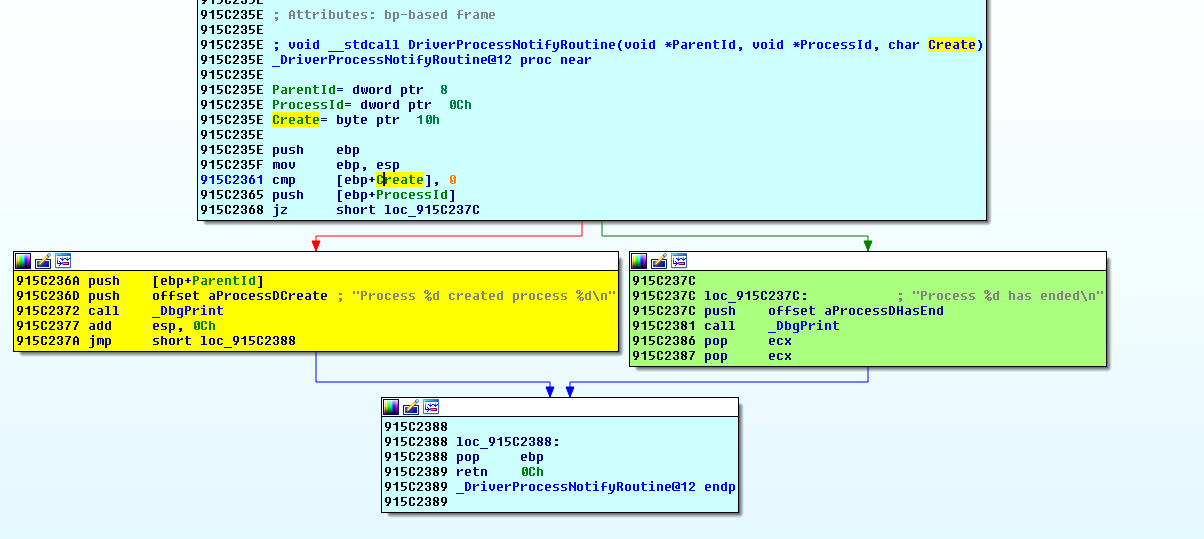 915C235E
915C235E ; Attributes: bp-based frame
915C235E
915C235E ; void __stdcall DriverProcessNotifyRoutine(void *ParentId, void *ProcessId, char Create)
915C235E _DriverProcessNotifyRoutine@12 proc near
915C235E
915C235E ParentId= dword ptr  8
915C235E ProcessId= dword ptr  0Ch
915C235E Create= byte ptr  10h
915C235E
915C235E push    ebp
915C235F mov     ebp, esp
915C2361 cmp     [ebp+Create], 0
915C2365 push    [ebp+ProcessId]
915C2368 jz      short loc_915C237C
915C236A push    [ebp+ParentId]
915C236D push    offset aProcessDCreate ; "Process %d created process %d\n"
915C2372 call    _DbgPrint
915C2377 add     esp, 0Ch
915C237A jmp     short loc_915C2388
915C237C
915C237C loc_915C237C:           ; "Process %d has ended\n"
915C237C push    offset aProcessDHasEnd
915C2381 call    _DbgPrint
915C2386 pop     ecx
915C2387 pop     ecx
915C2388
915C2388 loc_915C2388:
915C2388 pop     ebp
915C2389 retn    0Ch
915C2389 _DriverProcessNotifyRoutine@12 endp
915C2389